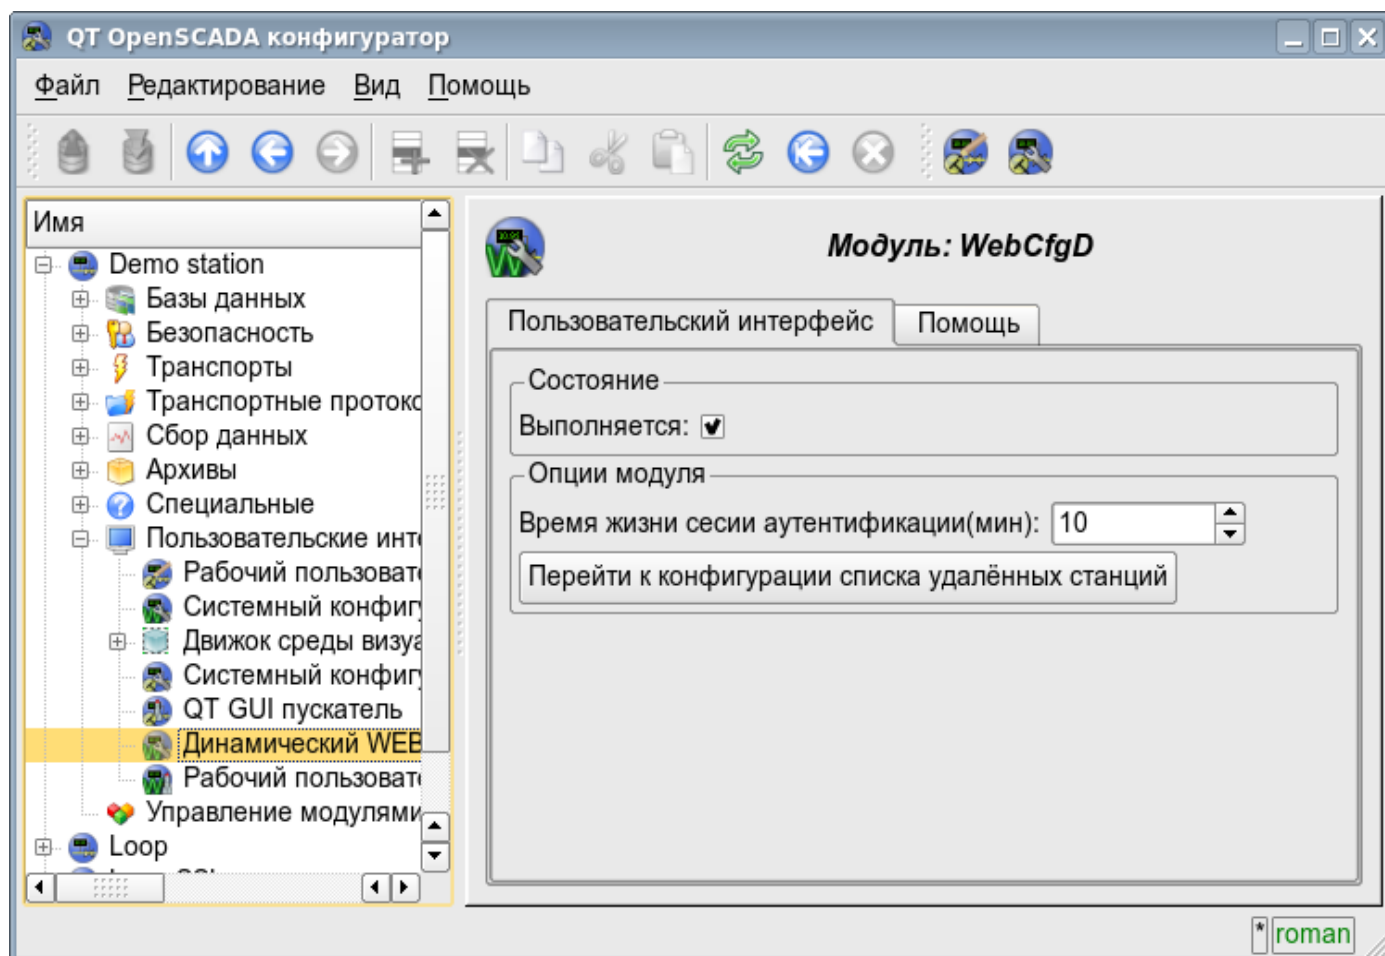 QT OpenSCADA конфигуратор
Файл Редактирование Вид Помощь
Имя
Demo station
Базы данных
Безопасность
Транспорты
Транспортные протокс
Сбор данных
Архивы
Специальные
Пользовательские инт
Рабочий пользоват
Системный конфиг
Движок среды визуа
Системный конфиг
QT GUI пускатель
Динамический WEB
Рабочий пользоват
Управление модулями
Loop
Модуль: WebCfgD
Пользовательский интерфейс Помощь
Состояние
Выполняется:
Опции модуля
Время жизни сесии аутентификации(мин): 10
Перейти к конфигурации списка удалённых станций
* roman